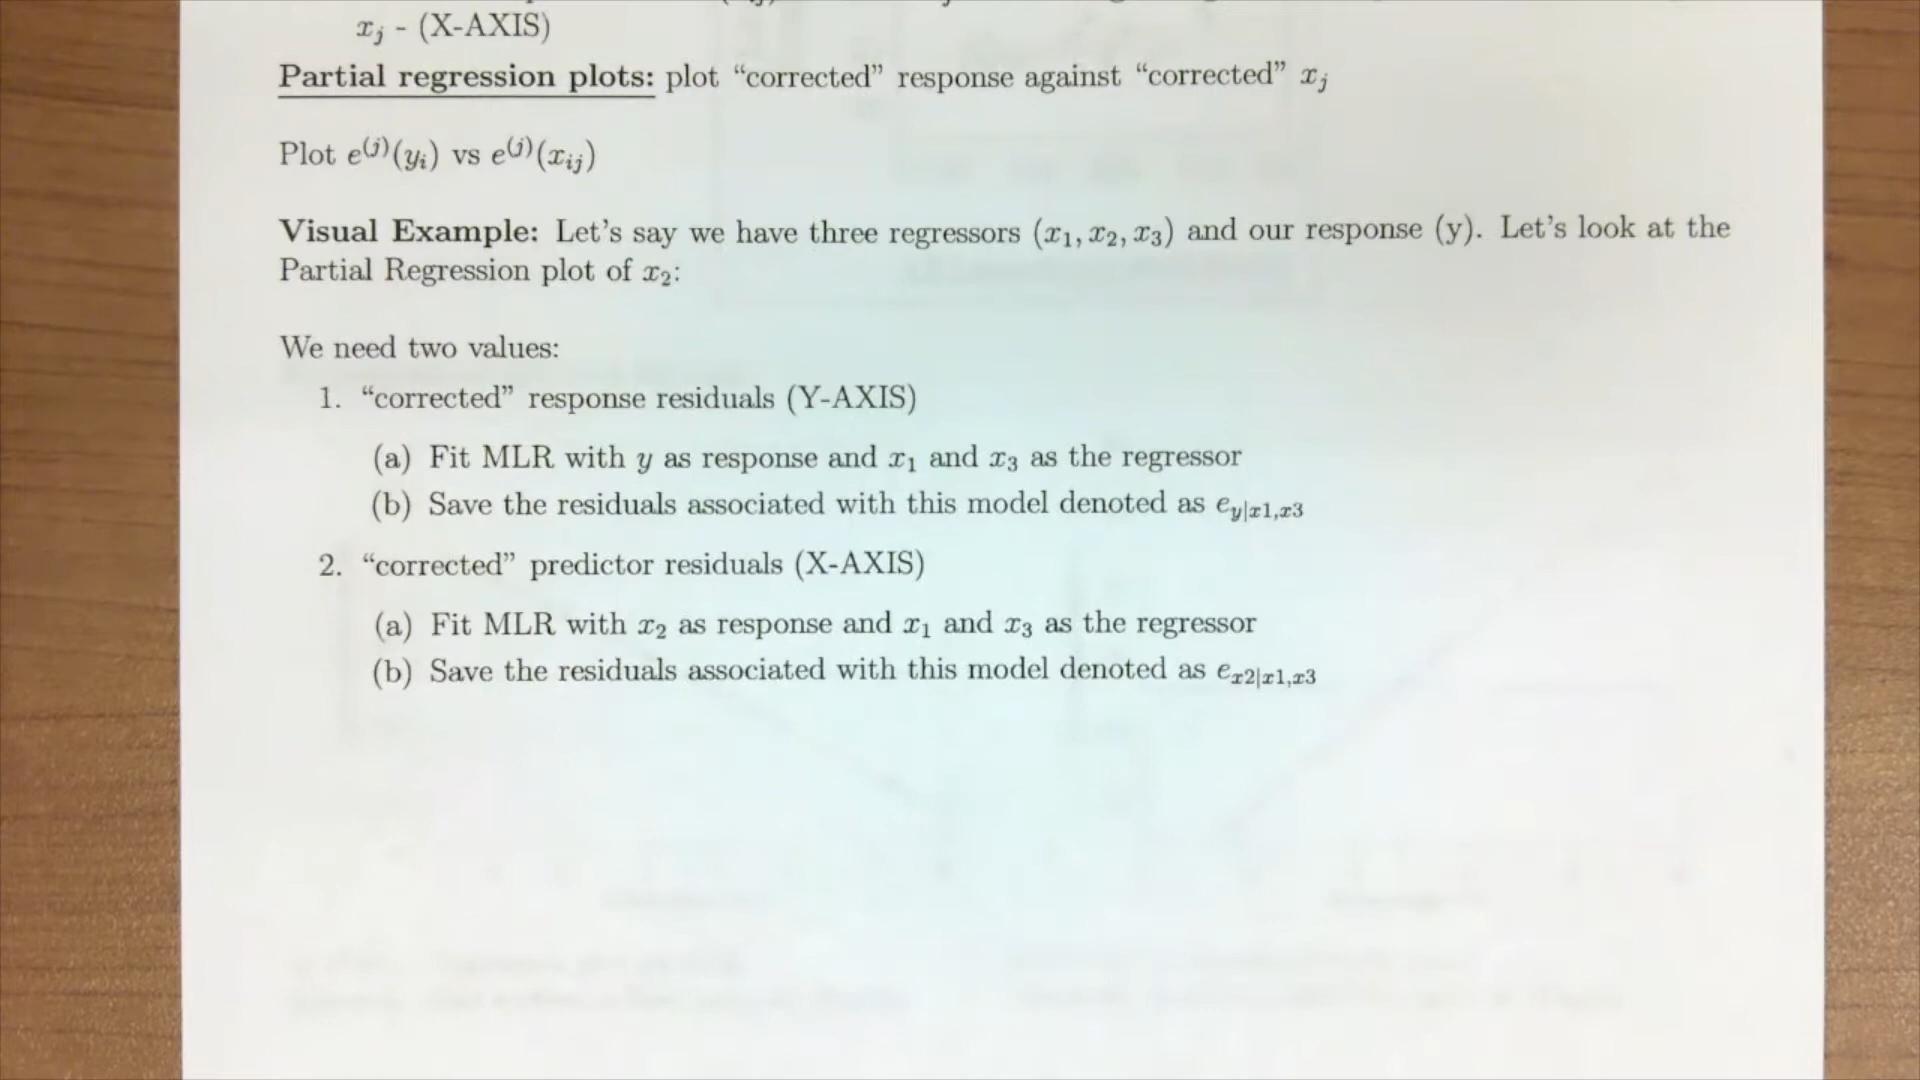 x_j - (X-AXIS)
Partial regression plots: plot “corrected” response against “corrected” x_j
Plot e^(j)(y_i) vs e^(j)(x_ij)
Visual Example: Let’s say we have three regressors (x_1, x_2, x_3) and our response (y). Let’s look at the
Partial Regression plot of x_2:
We need two values:
1. “corrected” response residuals (Y-AXIS)
(a) Fit MLR with y as response and x_1 and x_3 as the regressor
(b) Save the residuals associated with this model denoted as e_y|x1,x3
2. “corrected” predictor residuals (X-AXIS)
(a) Fit MLR with x_2 as response and x_1 and x_3 as the regressor
(b) Save the residuals associated with this model denoted as e_x2|x1,x3